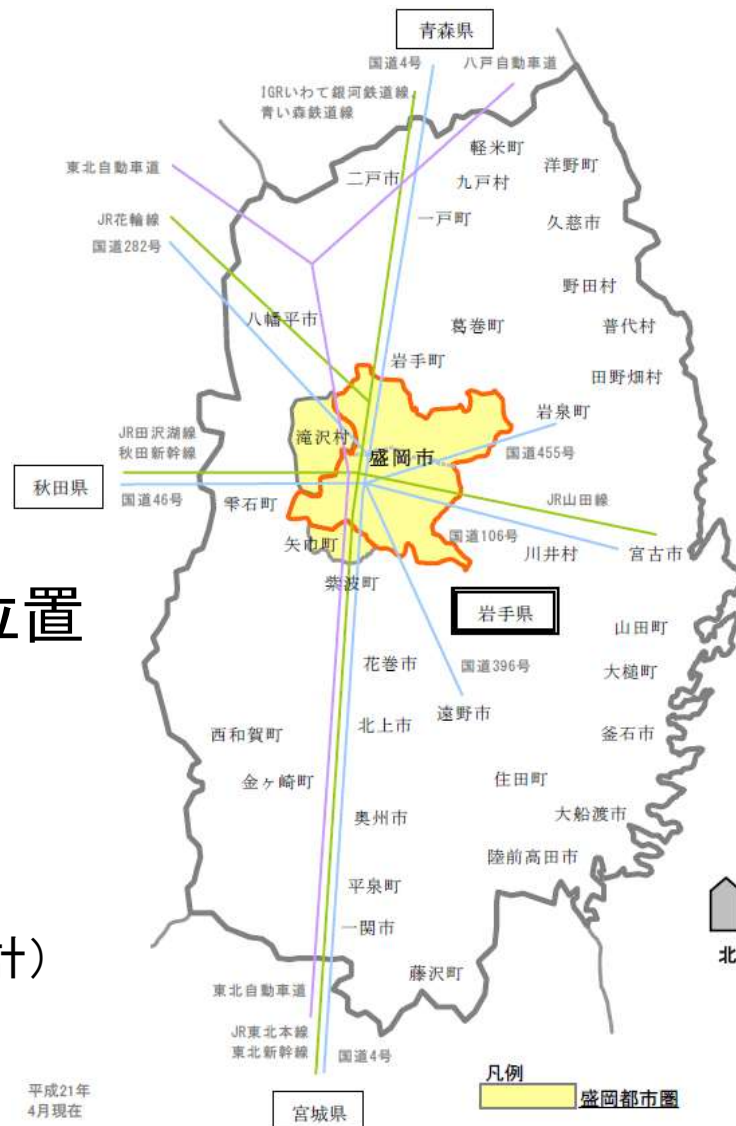 青森県
国道4号
八戸自動車道
IGRいわて銀河鉄道線
青い森鉄道線
軽米町
洋野町
東北自動車道
二戸市
九戸村
JR花輪線
一戸町
久慈市
国道282号
野田村
八幡平市
葛巻町
普代村
岩手町
田野畑村
岩泉町
JR田沢湖線
秋田新幹線
滝沢村
盛岡市
国道455号
秋田県
国道46号
雫石町
JR山田線
国道106号
矢巾町
川井村
宮古市
紫波町
位置
岩手県
山田町
花巻市
国道396号
大槌町
遠野市
西和賀町
北上市
釜石市
金ヶ崎町
住田町
奥州市
大船渡市
陸前高田市
平泉町
一関市
北
計）
藤沢町
東北自動車道
JR東北本線
東北新幹線
国道4号
平成21年
4月現在
凡例
盛岡都市圏
宮城県